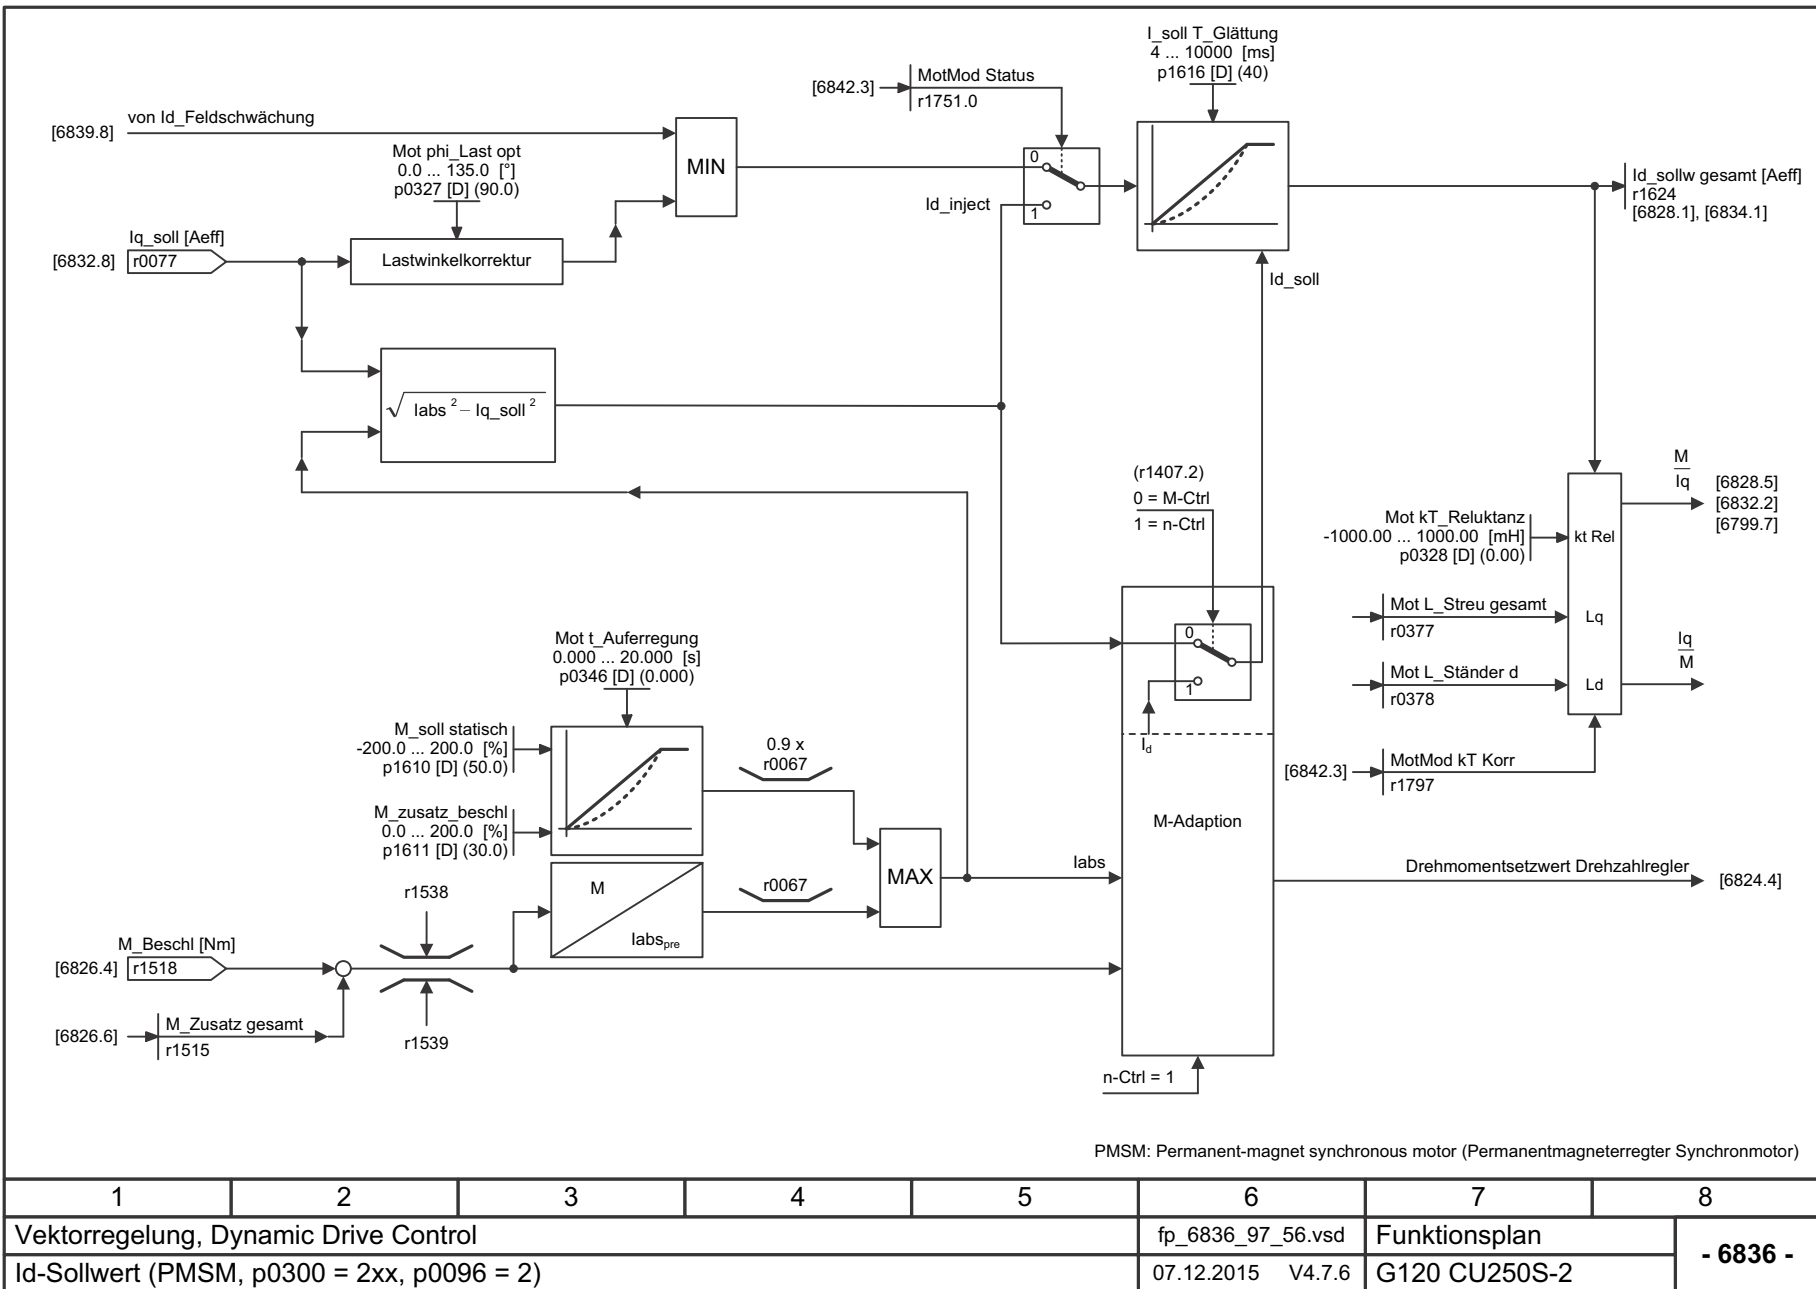 I_soll T_Glättung
4 ... 10000 [ms]
p1616 [D] (40)
[6842.3]
MotMod Status
r1751.0
von Id_Feldschwächung
[6839.8]
Mot phi_Last opt
0.0 ... 135.0 [°]
p0327 [D] (90.0)
MIN
0
1
Id_inject
Id_sollw gesamt [Aeff]
r1624
[6828.1], [6834.1]
Iq_soll [Aeff]
[6832.8]
r0077
Lastwinkelkorrektur
Id_soll
√ Iabs ² – Iq_soll ²
(r1407.2)
0 = M-Ctrl
1 = n-Ctrl
M
Iq
[6828.5]
[6832.2]
[6799.7]
Mot kT_Reluktanz
-1000.00 ... 1000.00 [mH]
p0328 [D] (0.00)
kt Rel
Mot L_Streu gesamt
r0377
Lq
Mot L_Ständer d
r0378
Ld
Iq
M
[6842.3]
MotMod kT Korr
r1797
0
1
I_d
M-Adaption
Mot t_Auferregung
0.000 ... 20.000 [s]
p0346 [D] (0.000)
M_soll statisch
-200.0 ... 200.0 [%]
p1610 [D] (50.0)
M_zusatz_beschl
0.0 ... 200.0 [%]
p1611 [D] (30.0)
0.9 x
r0067
MAX
Iabs
Drehmomentsetzwert Drehzahlregler
[6824.4]
r1538
M
Iabs_pre
r0067
M_Beschl [Nm]
[6826.4]
r1518
[6826.6]
M_Zusatz gesamt
r1515
r1539
n-Ctrl = 1
PMSM: Permanent-magnet synchronous motor (Permanentmagneterregter Synchronmotor)
1 2 3 4 5 6 7 8
Vektorregelung, Dynamic Drive Control
fp_6836_97_56.vsd
Funktionsplan
- 6836 -
Id-Sollwert (PMSM, p0300 = 2xx, p0096 = 2)
07.12.2015 V4.7.6
G120 CU250S-2